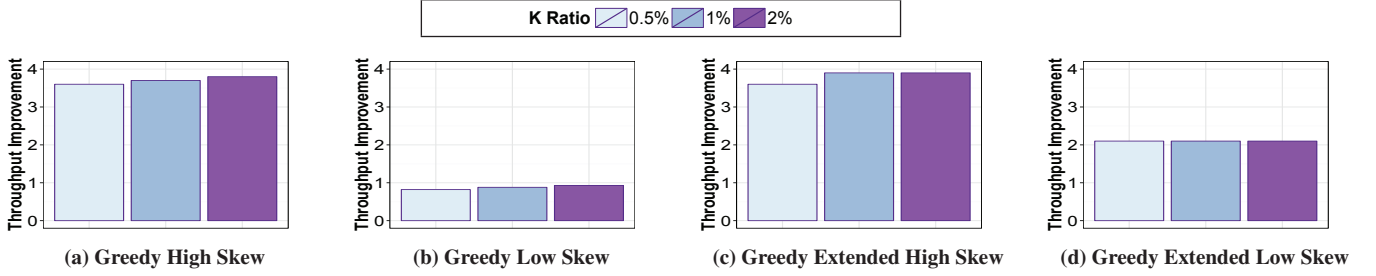 K Ratio 0.5% 1% 2%
Throughput Improvement
4
3
2
1
0
(a) Greedy High Skew
Throughput Improvement
4
3
2
1
0
(b) Greedy Low Skew
Throughput Improvement
4
3
2
1
0
(c) Greedy Extended High Skew
Throughput Improvement
4
3
2
1
0
(d) Greedy Extended Low Skew